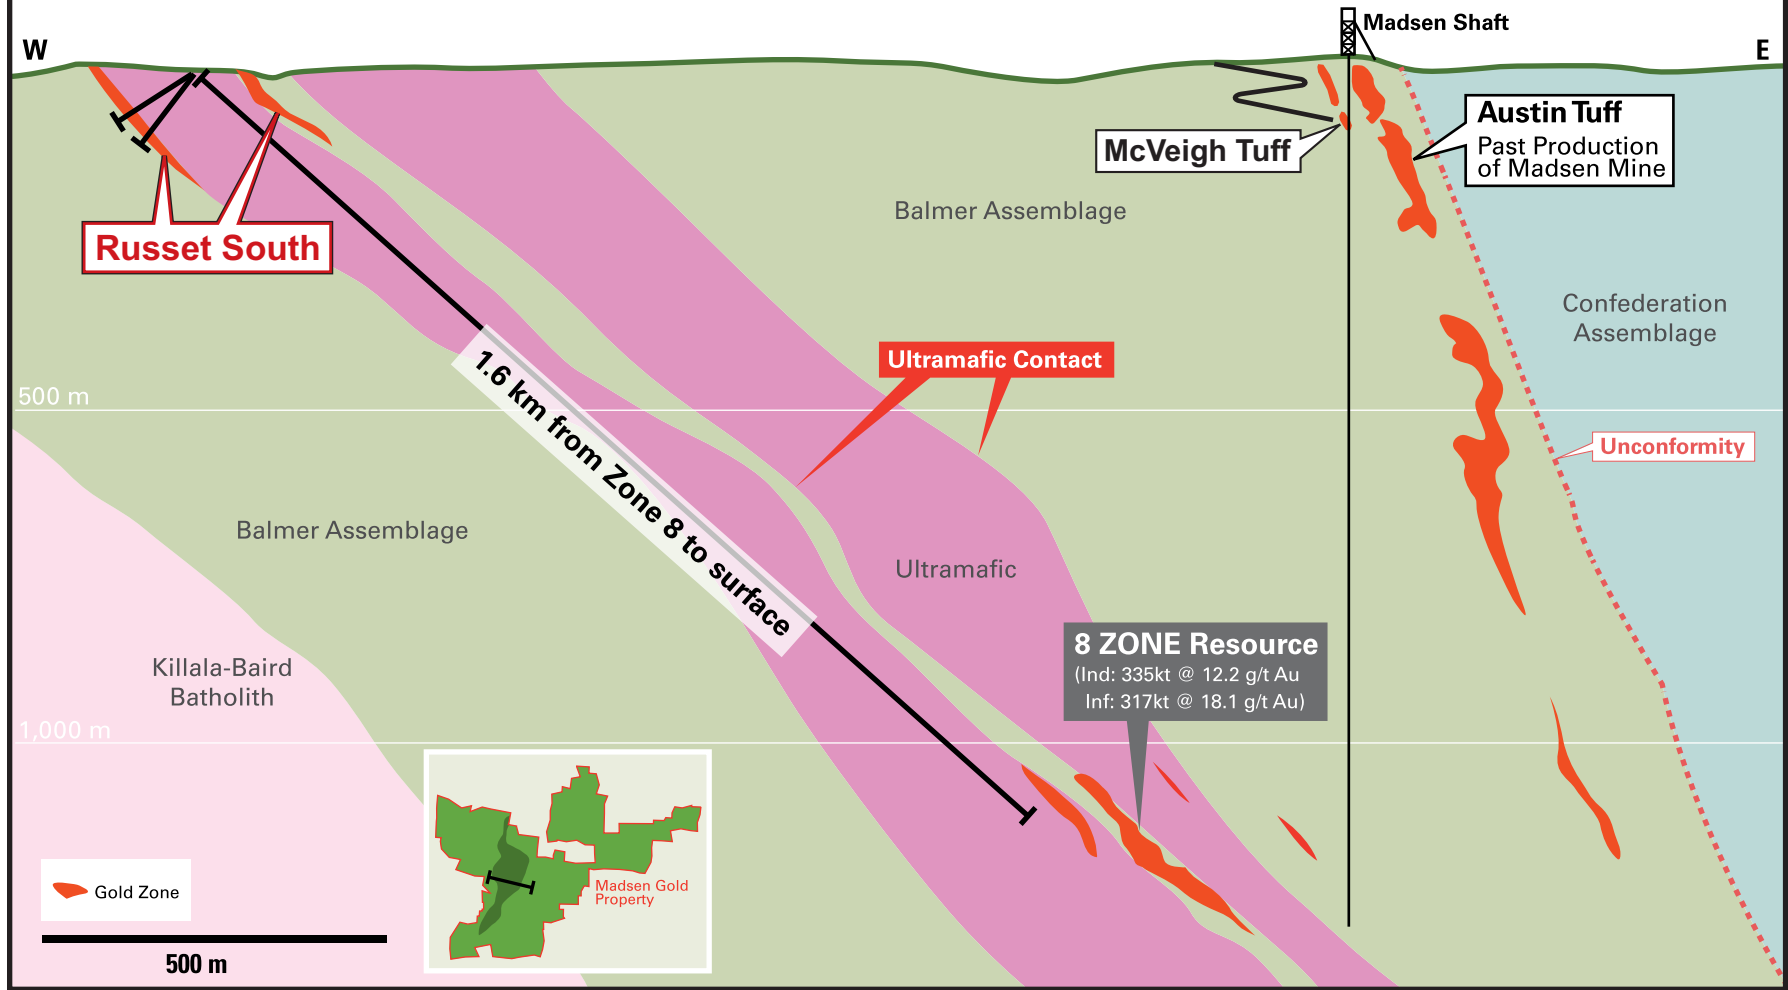 Madsen Shaft
W
E
Austin Tuff
Past Production
of Madsen Mine
McVeigh Tuff
Balmer Assemblage
Russet South
Confederation
Assemblage
Ultramafic Contact
500 m
1.6 km from Zone 8 to surface
Unconformity
Balmer Assemblage
Ultramafic
8 ZONE Resource
(Ind: 335kt @ 12.2 g/t Au
Inf: 317kt @ 18.1 g/t Au)
Killala-Baird
Batholith
1,000 m
Madsen Gold
Property
Gold Zone
500 m